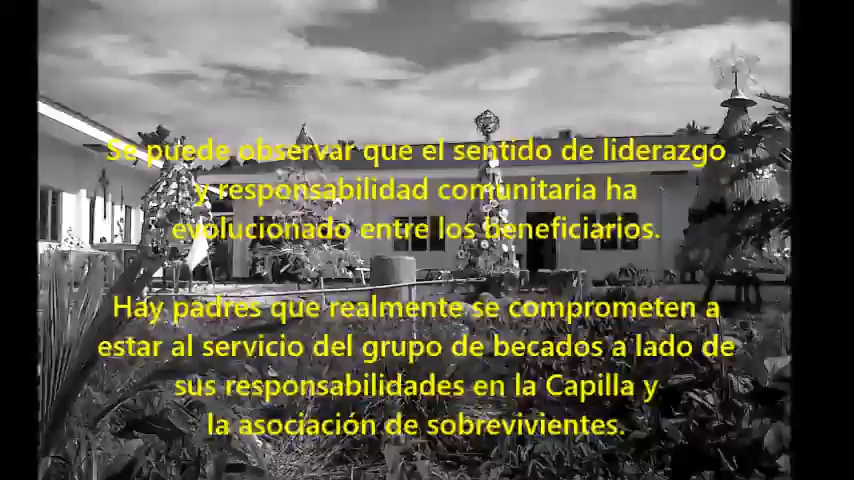 Se puede observar que el sentido de liderazgo
y responsabilidad comunitaria ha
evolucionado entre los beneficiarios.
Hay padres que realmente se comprometen a
estar al servicio del grupo de becados a lado de
sus responsabilidades en la Capilla y
la asociación de sobrevivientes.